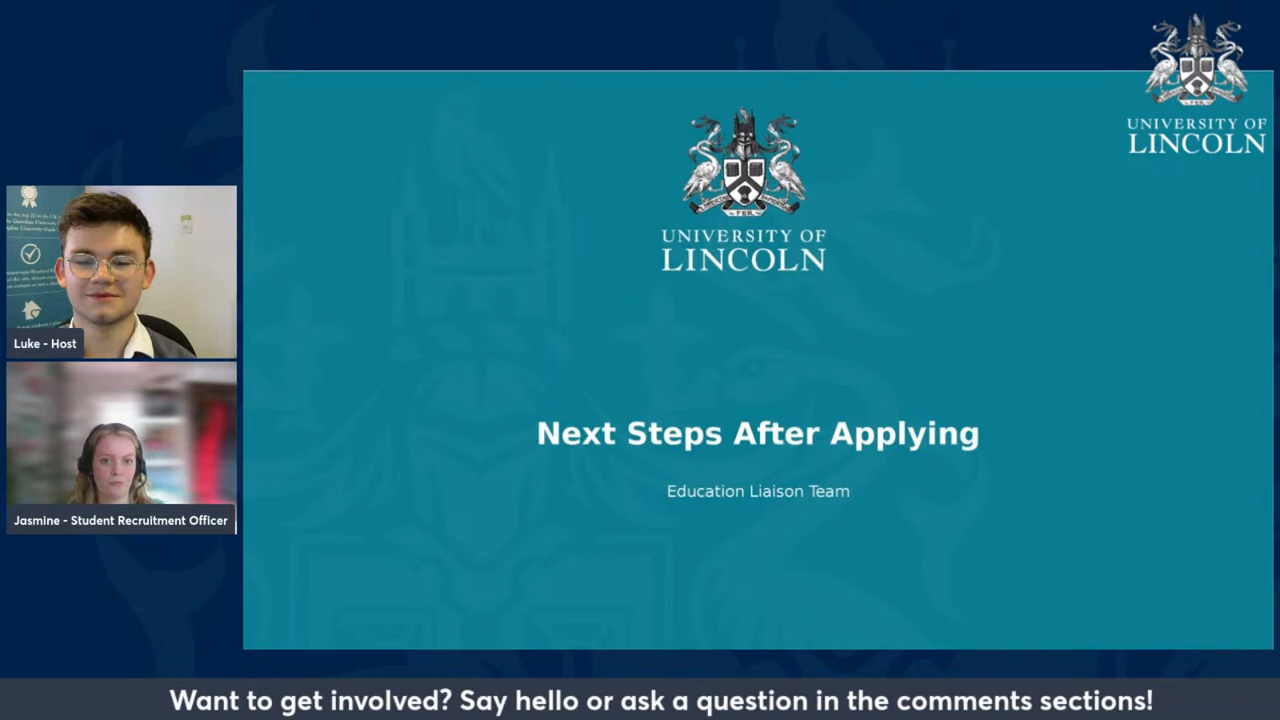 UNIVERSITY OF
LINCOLN
UNIVERSITY OF
LINCOLN
Next Steps After Applying
Education Liaison Team
Luke - Host
Jasmine - Student Recruitment Officer
Want to get involved? Say hello or ask a question in the comments sections!